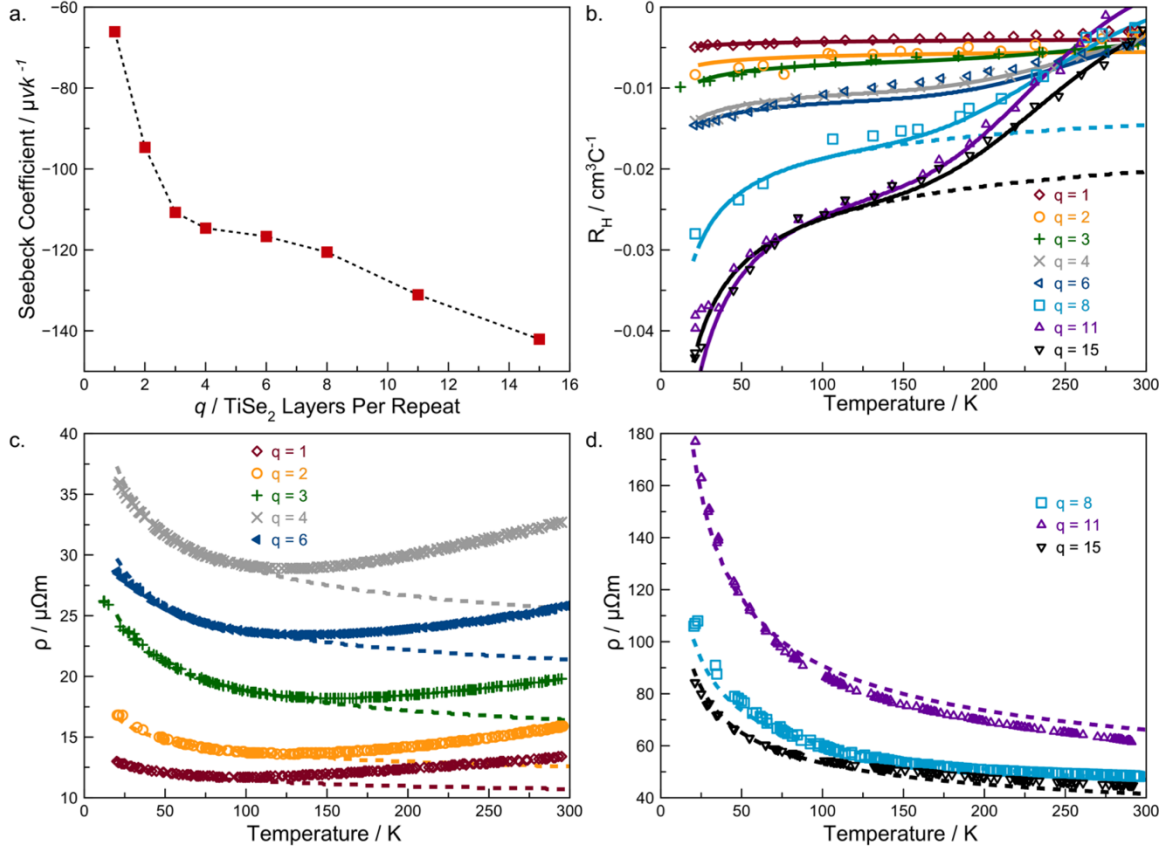 a.
−60
−80
−100
−120
−140
Seebeck Coefficient / μvk⁻¹
0 2 4 6 8 10 12 14 16
q / TiSe₂ Layers Per Repeat
b.
0
−0.01
−0.02
−0.03
−0.04
R_H / cm³C⁻¹
q = 1
q = 2
q = 3
q = 4
q = 6
q = 8
q = 11
q = 15
0 50 100 150 200 250 300
Temperature / K
c.
40
35
30
25
20
15
10
ρ / μΩm
q = 1
q = 2
q = 3
q = 4
q = 6
0 50 100 150 200 250 300
Temperature / K
d.
180
160
140
120
100
80
60
40
ρ / μΩm
q = 8
q = 11
q = 15
0 50 100 150 200 250 300
Temperature / K